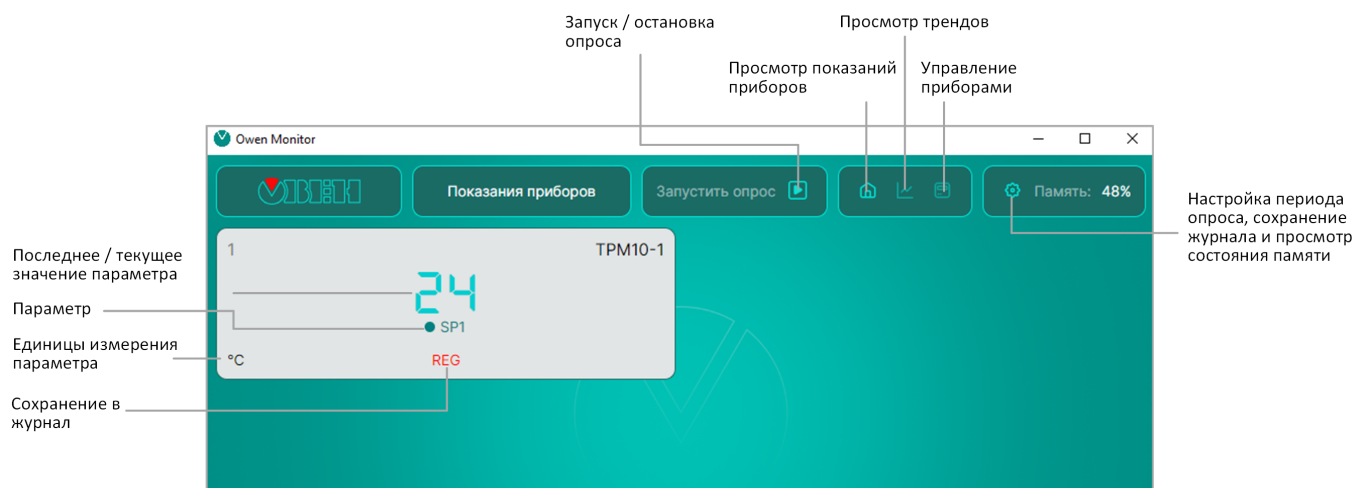 Запуск / остановка
опроса
Просмотр трендов
Просмотр показаний
приборов
Управление
приборами
Owen Monitor
ОВЕН
Показания приборов
Запустить опрос
Память: 48%
Настройка периода
опроса, сохранение
журнала и просмотр
состояния памяти
1
ТРМ10-1
Последнее / текущее
значение параметра
24
Параметр
SP1
Единицы измерения
параметра
°C
REG
Сохранение в
журнал